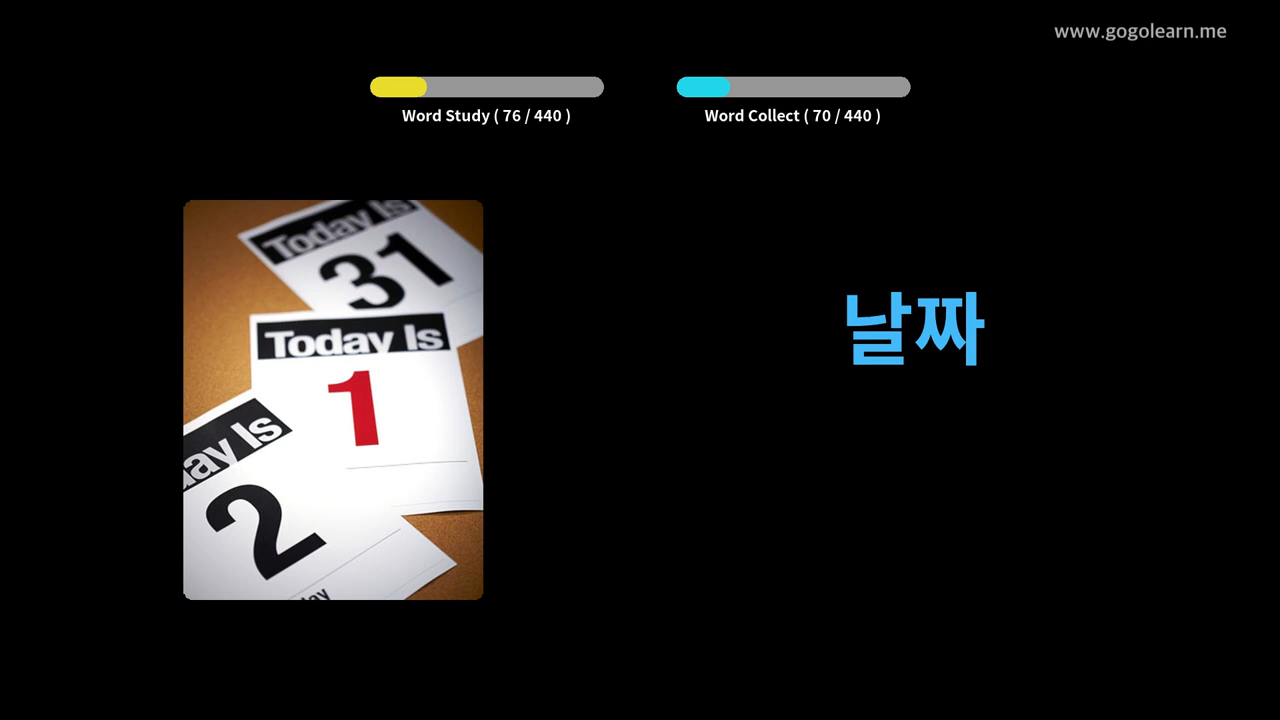 www.gogolearn.me
Word Study ( 76 / 440 )
Word Collect ( 70 / 440 )
Today Is
31
Today Is
1
ay Is
2
날짜